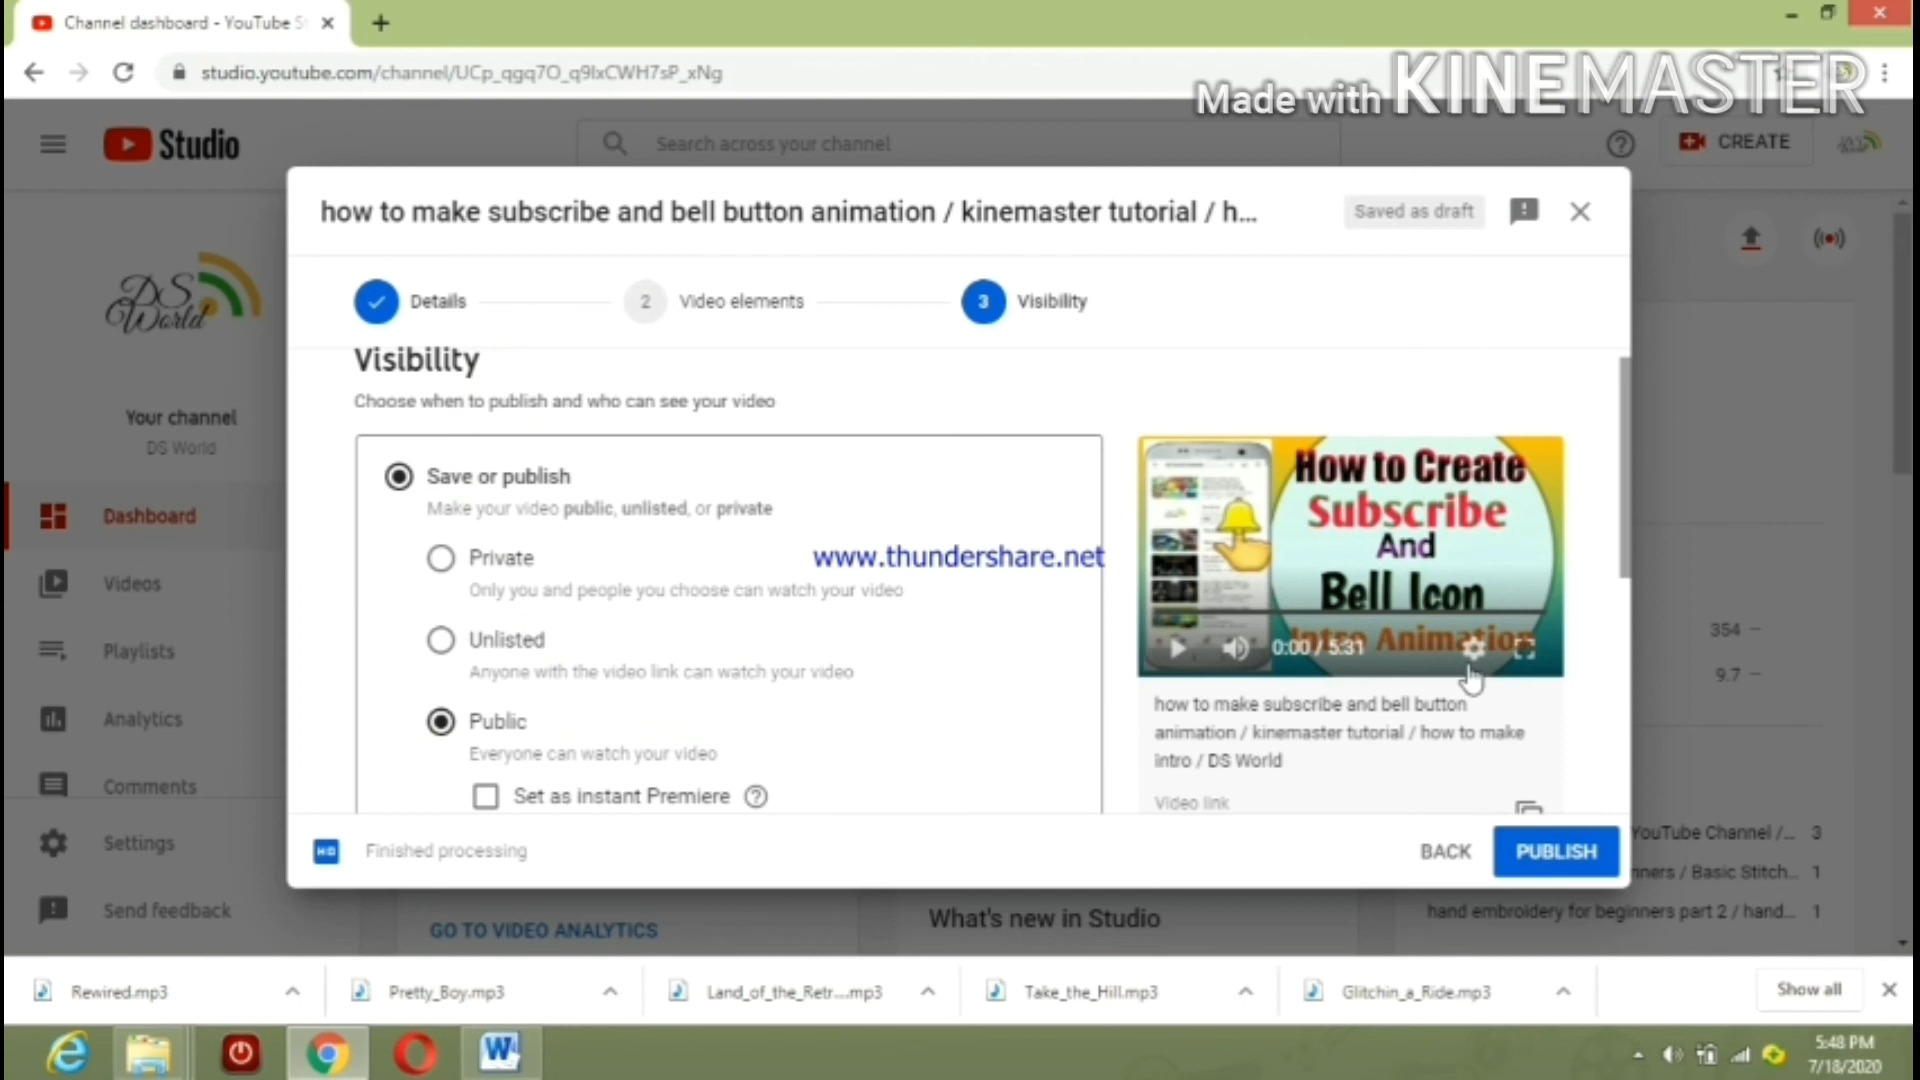 Channel dashboard - YouTube S
studio.youtube.com/channel/UCp_qgq7O_q9IxCWH7sP_xNg
Made with KINEMASTER
Studio
Search across your channel
CREATE
how to make subscribe and bell button animation / kinemaster tutorial / h...
Saved as draft
Details
2
Video elements
3
Visibility
DS World
Your channel
DS World
Dashboard
Videos
Playlists
Analytics
Comments
Settings
Send feedback
Visibility
Choose when to publish and who can see your video
Save or publish
Make your video public, unlisted, or private
Private
Only you and people you choose can watch your video
Unlisted
Anyone with the video link can watch your video
Public
Everyone can watch your video
Set as instant Premiere
www.thundershare.net
How to Create
Subscribe
And
Bell Icon
Intro Animation
0:00 / 5:31
how to make subscribe and bell button
animation / kinemaster tutorial / how to make
intro / DS World
Video link
354 –
9.7 –
HD
Finished processing
BACK
PUBLISH
YouTube Channel /... 3
nners / Basic Stitch... 1
hand embroidery for beginners part 2 / hand... 1
GO TO VIDEO ANALYTICS
What's new in Studio
Rewired.mp3
Pretty_Boy.mp3
Land_of_the_Retr....mp3
Take_the_Hill.mp3
Glitchin_a_Ride.mp3
Show all
5:48 PM
7/18/2020